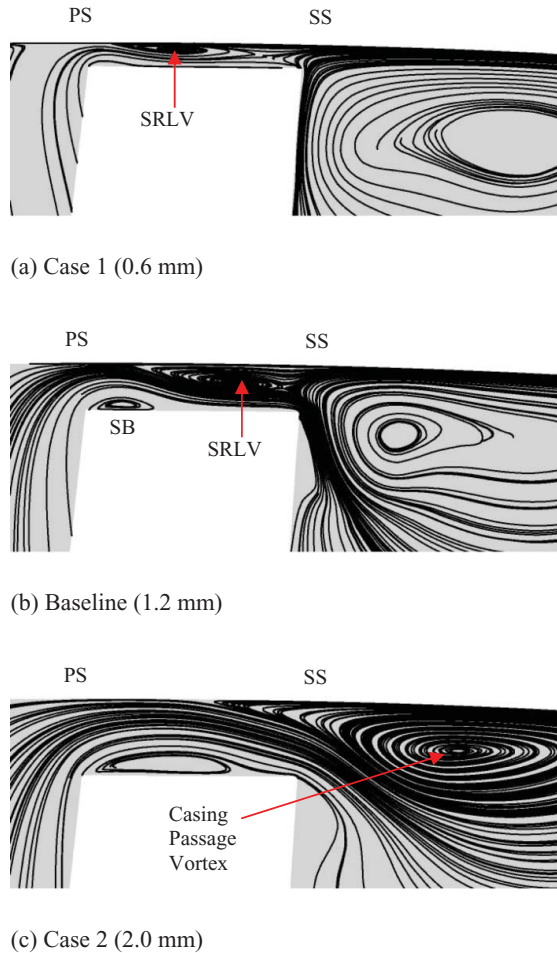 PS SS
SRLV
(a) Case 1 (0.6 mm)
PS SS
SB
SRLV
(b) Baseline (1.2 mm)
PS SS
Casing
Passage
Vortex
(c) Case 2 (2.0 mm)